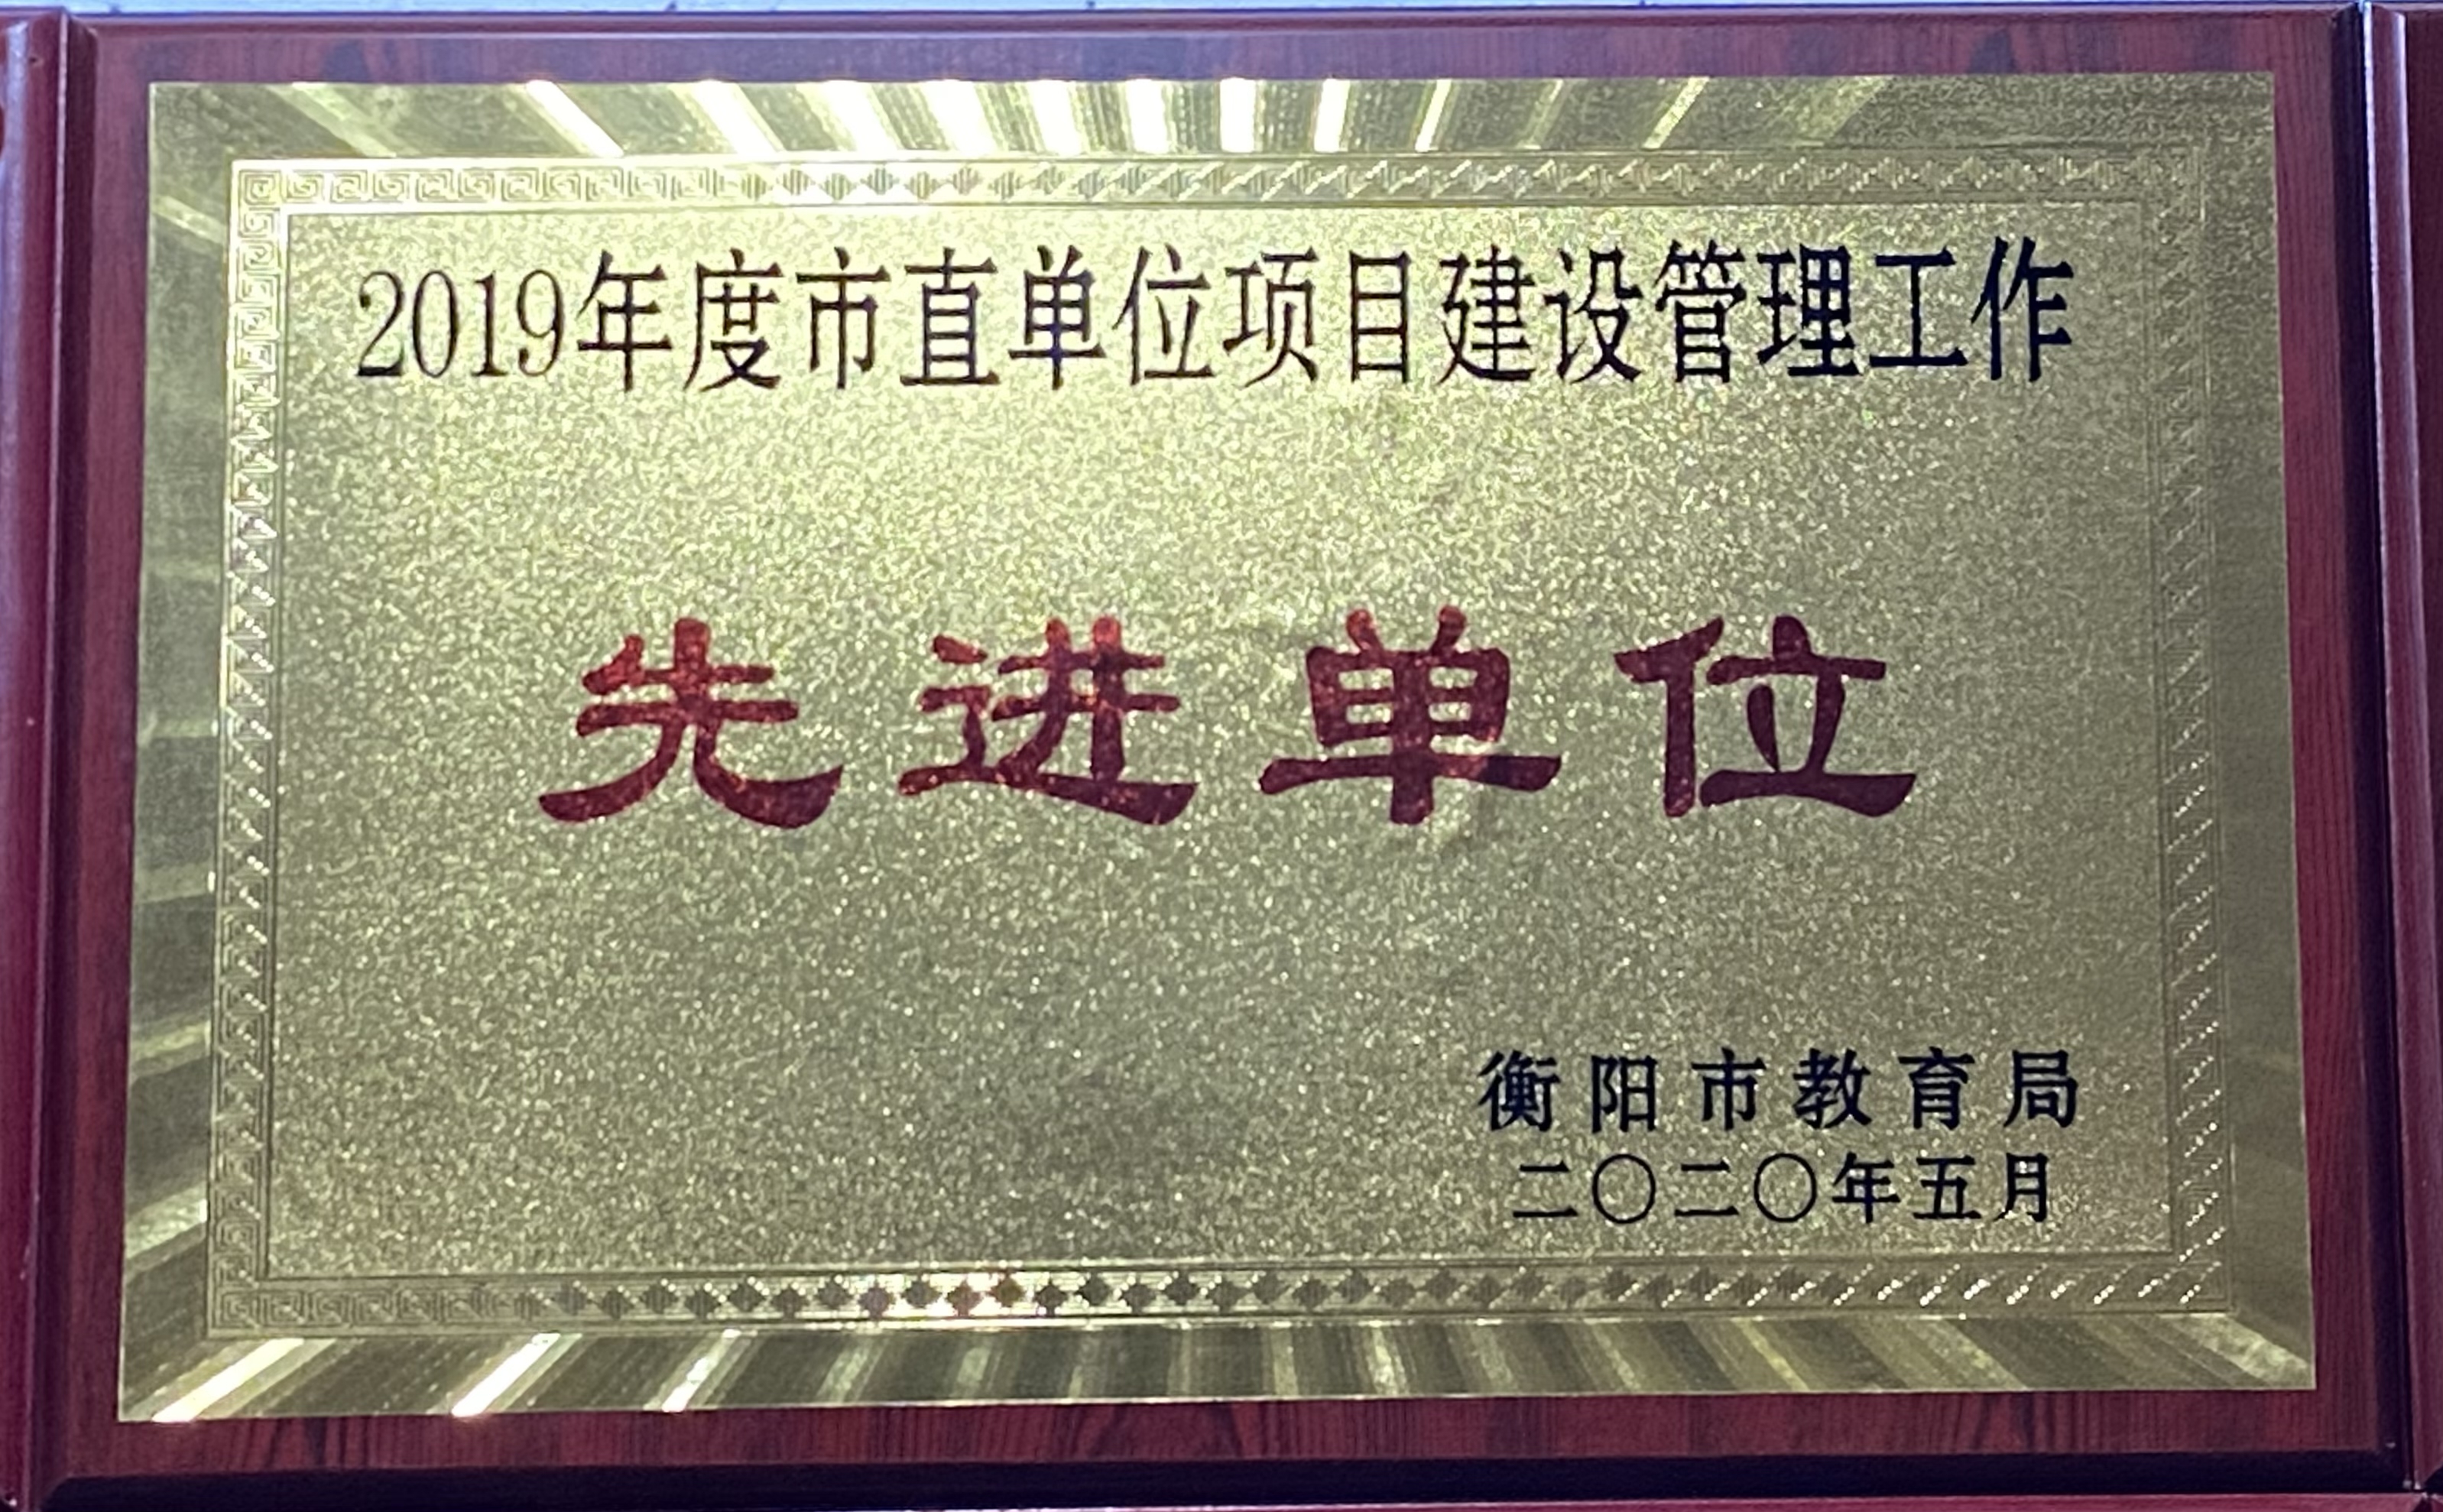 2019年度市直单位项目建设管理工作
先进单位
衡阳市教育局
二〇二〇年五月